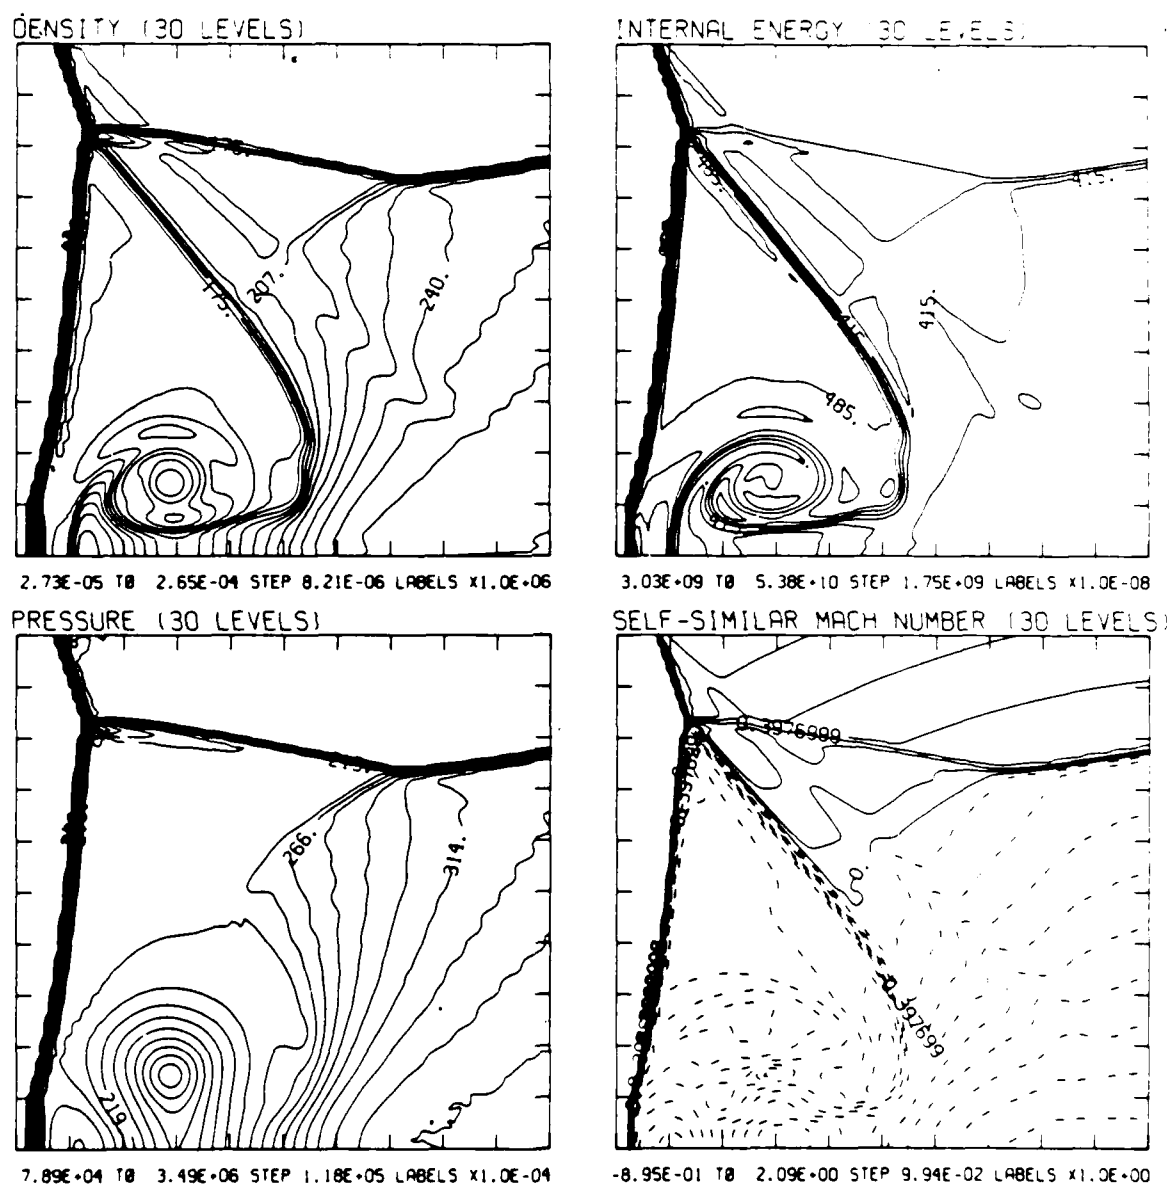 DENSITY (30 LEVELS)
INTERNAL ENERGY (30 LEVELS)
175.
207.
240.
495.
415.
415.
415.
485.
2.73E-05 TO 2.65E-04 STEP 8.21E-06 LABELS X1.0E+06
3.03E+09 TO 5.38E+10 STEP 1.75E+09 LABELS X1.0E-08
PRESSURE (30 LEVELS)
SELF-SIMILAR MACH NUMBER (30 LEVELS)
266.
314.
219
0.
0.397699
7.89E+04 TO 3.49E+06 STEP 1.18E+05 LABELS X1.0E-04
-8.95E-01 TO 2.09E+00 STEP 9.94E-02 LABELS X1.0E+00